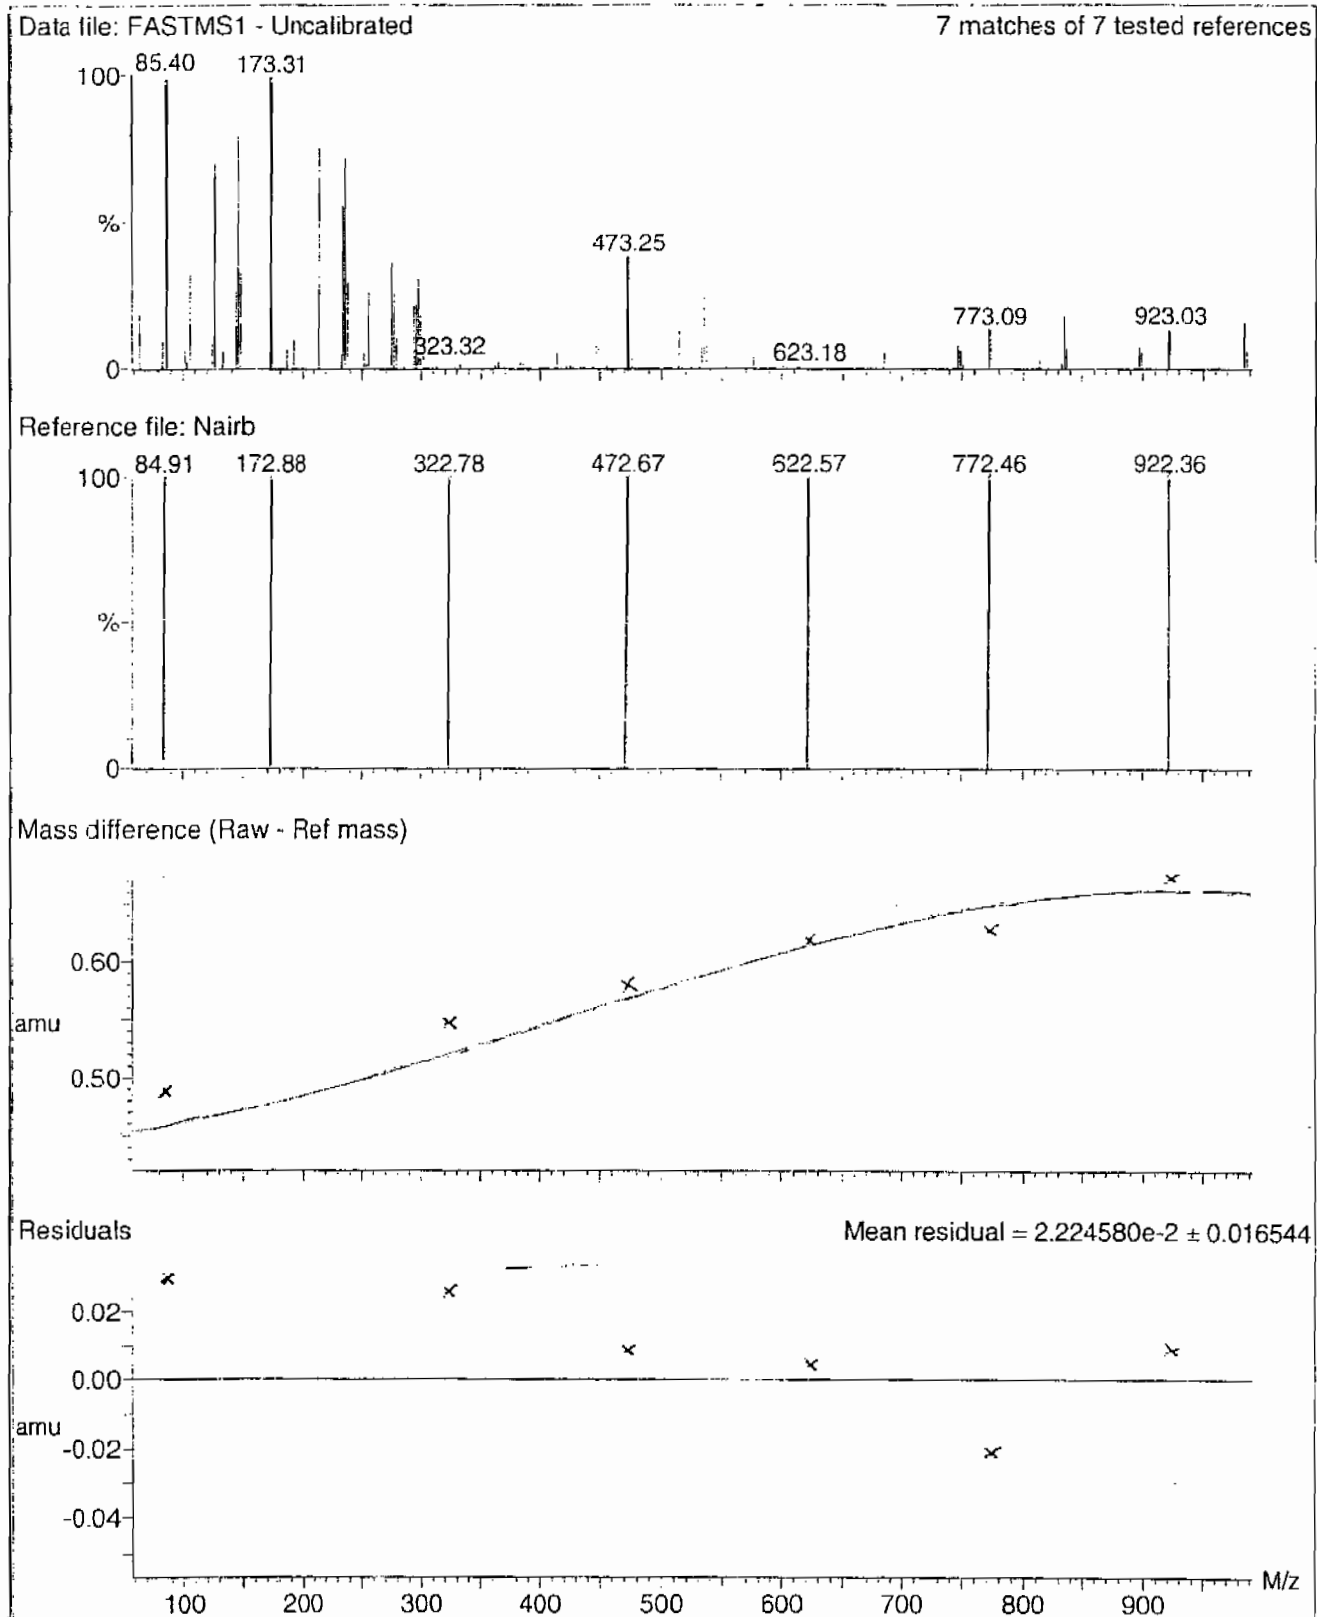 Data file: FASTMS1 - Uncalibrated 7 matches of 7 tested references
85.40 173.31
100
%
473.25
773.09 923.03
323.32 623.18
0
Reference file: Nairb
84.91 172.88 322.78 472.67 622.57 772.46 922.36
100
%
0
Mass difference (Raw - Ref mass)
0.60
amu
0.50
Residuals Mean residual = 2.224580e-2 ± 0.016544
0.02
0.00
amu
-0.02
-0.04
M/z
100 200 300 400 500 600 700 800 900